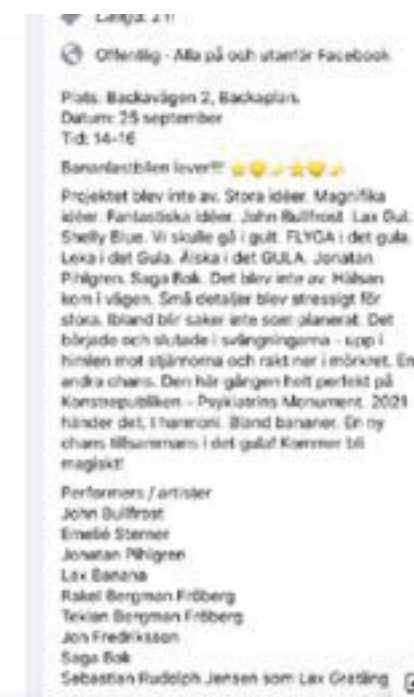 Längd: 2 t
Offentlig - Alla på och utanför Facebook
Plats: Backavägen 2, Backaplan.
Datum: 25 september
Tid: 14-16
Bananlastbilen lever!!! ⭐💛🍌⭐💛🍌
Projektet blev inte av. Stora idéer. Magnifika
idéer. Fantastiska idéer. John Bullfrost. Lax Gul.
Shelly Blue. Vi skulle gå i gult. FLYGA i det gula.
Leka i det Gula. Älska i det GULA. Jonatan
Pihlgren. Saga Bok. Det blev inte av. Hälsan
kom i vägen. Små detaljer blev stressigt för
stora. Ibland blir saker inte som planerat. Det
började och slutade i svängningarna - upp i
himlen mot stjärnorna och rakt ner i mörkret. En
andra chans. Den här gången helt perfekt på
Konstrepubliken - Psykiatrins Monument. 2021
händer det. I harmoni. Bland bananer. En ny
chans tillsammans i det gula! Kommer bli
magiskt!
Performers / artister
John Bullfrost
Emelié Sterner
Jonatan Pihlgren
Lax Banana
Rakel Bergman Fröberg
Texian Bergman Fröberg
Jon Fredriksson
Saga Bok
Sebastian Rudolph Jensen som Lax Gratäng